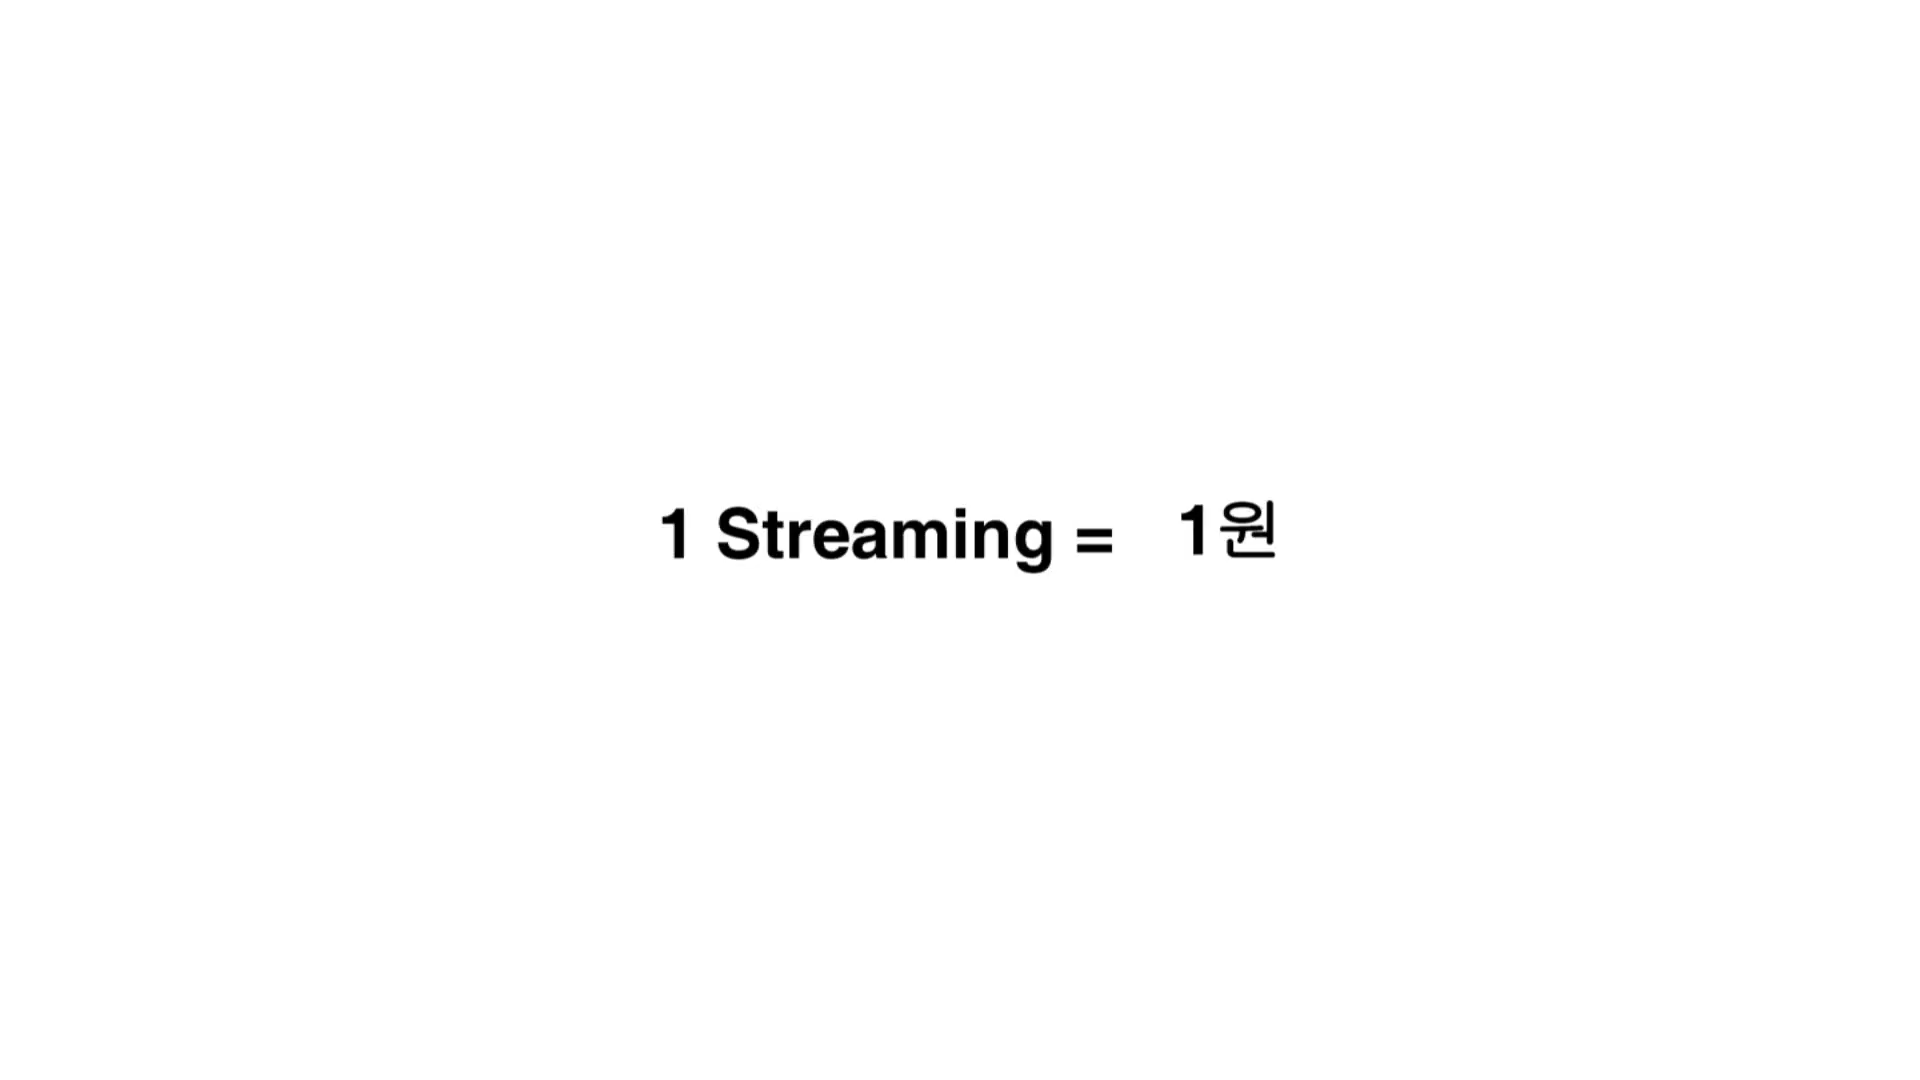 1 Streaming = 1원